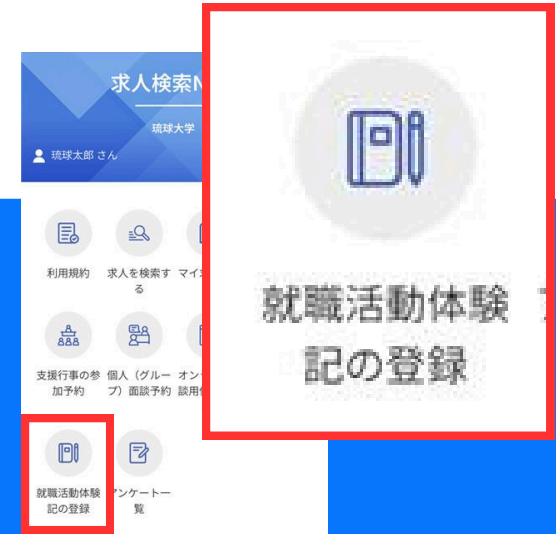 求人検索N
琉球大学
琉球太郎 さん
利用規約
求人を検索す
る
マイ
支援行事の参
加予約
個人（グルー
プ）面談予約
オン
談用
就職活動体験
記の登録
アンケート一
覧
就職活動体験
記の登録